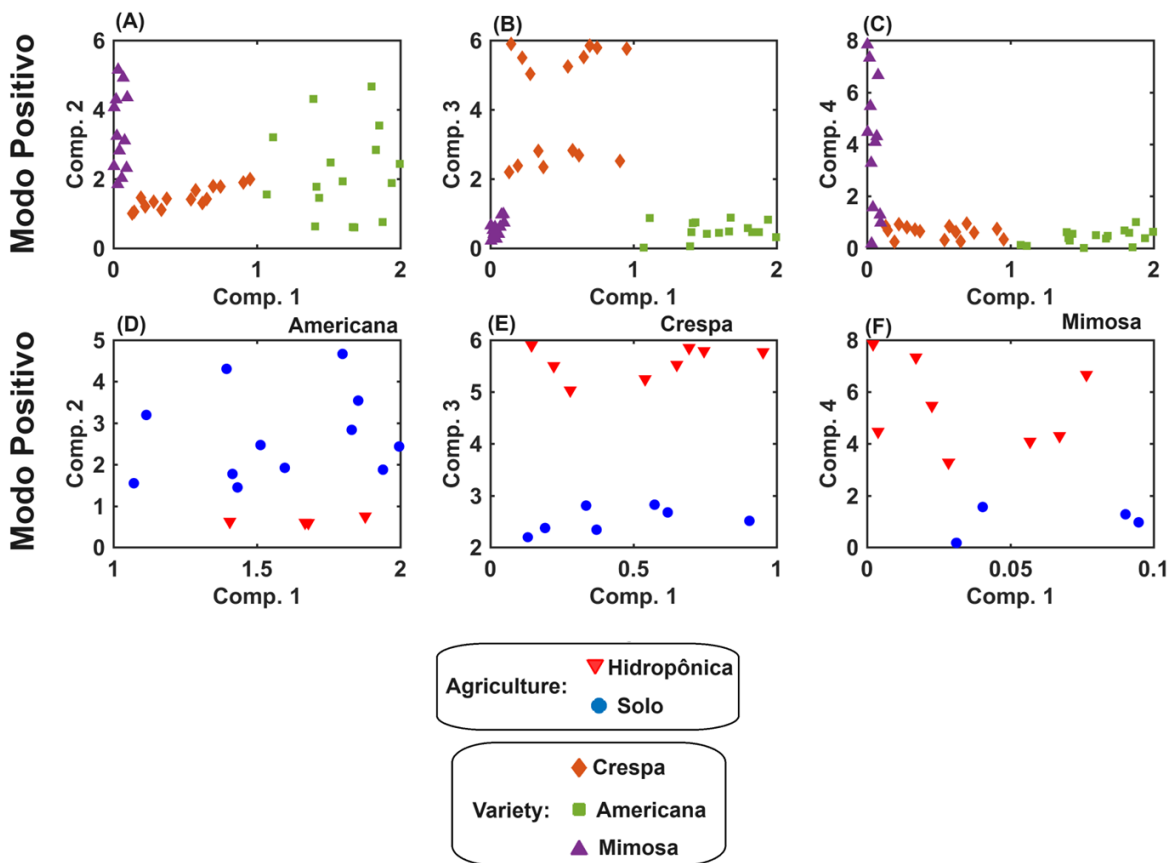 (A)
(B)
(C)
Modo Positivo
Comp. 2
6
4
2
0
0
1
2
Comp. 1
Comp. 3
6
4
2
0
0
1
2
Comp. 1
Comp. 4
8
6
4
2
0
0
1
2
Comp. 1
(D)
Americana
(E)
Crespa
(F)
Mimosa
Modo Positivo
Comp. 2
5
4
3
2
1
0
1
1.5
2
Comp. 1
Comp. 3
6
5
4
3
2
0
0.5
1
Comp. 1
Comp. 4
8
6
4
2
0
0
0.05
0.1
Comp. 1
Agriculture:
Hidropônica
Solo
Variety:
Crespa
Americana
Mimosa